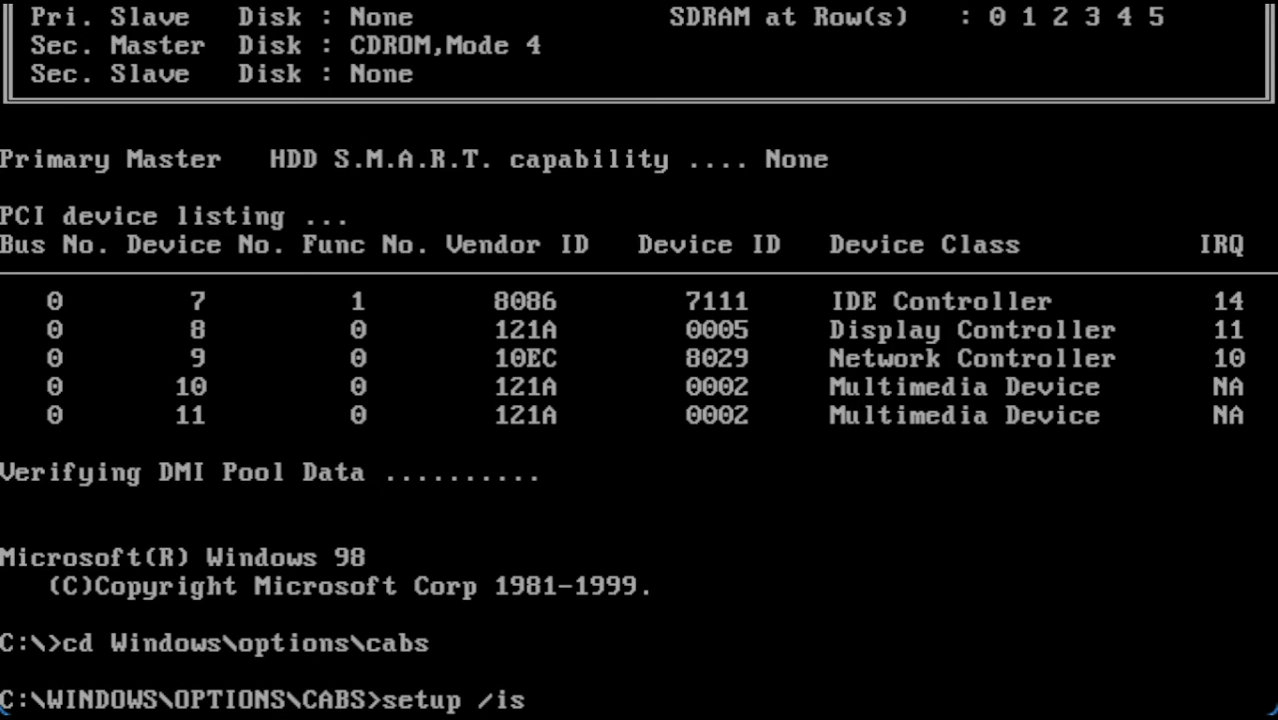 Pri. Slave Disk : None SDRAM at Row(s) : 0 1 2 3 4 5
Sec. Master Disk : CDROM,Mode 4
Sec. Slave Disk : None
Primary Master HDD S.M.A.R.T. capability .... None
PCI device listing ...
Bus No. Device No. Func No. Vendor ID Device ID Device Class IRQ
0 7 1 8086 7111 IDE Controller 14
0 8 0 121A 0005 Display Controller 11
0 9 0 10EC 8029 Network Controller 10
0 10 0 121A 0002 Multimedia Device NA
0 11 0 121A 0002 Multimedia Device NA
Verifying DMI Pool Data ..........
Microsoft(R) Windows 98
(C)Copyright Microsoft Corp 1981-1999.
C:\>cd Windows\options\cabs
C:\WINDOWS\OPTIONS\CABS>setup /is